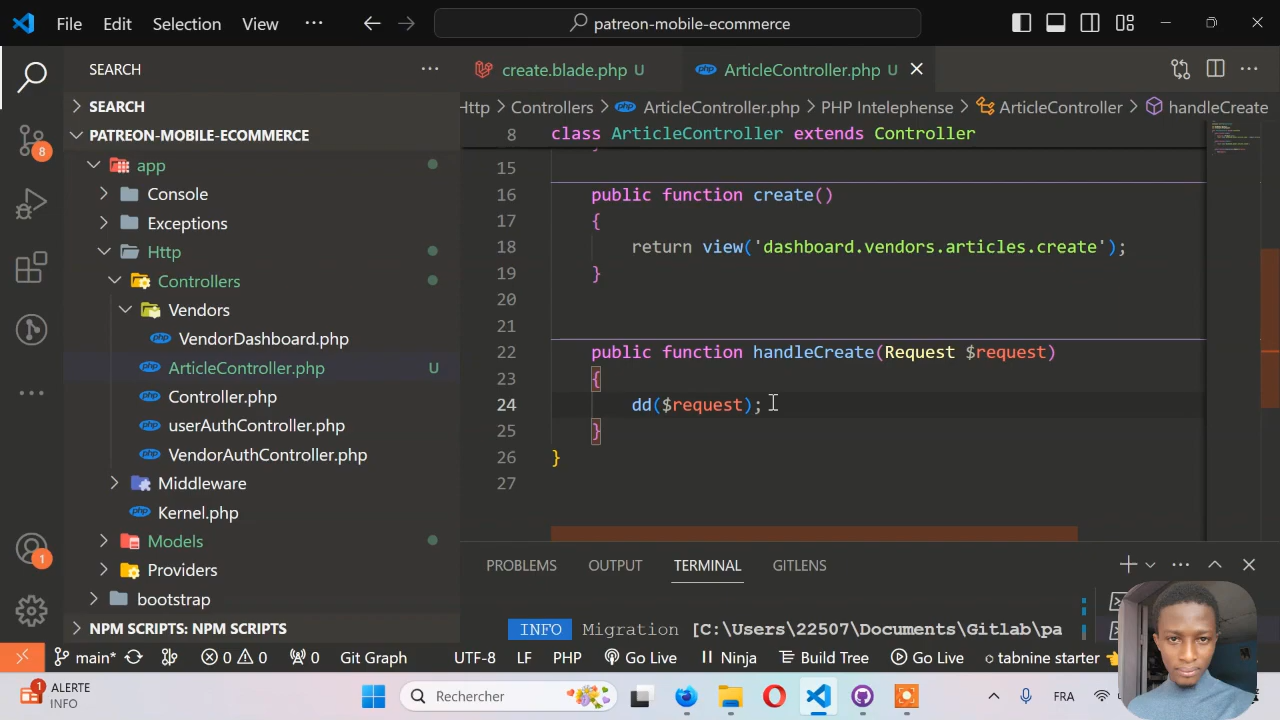 File Edit Selection View ··· patreon-mobile-ecommerce
SEARCH ···
SEARCH
PATREON-MOBILE-ECOMMERCE
app
Console
Exceptions
Http
Controllers
Vendors
VendorDashboard.php
ArticleController.php U
Controller.php
userAuthController.php
VendorAuthController.php
Middleware
Kernel.php
Models
Providers
bootstrap
NPM SCRIPTS: NPM SCRIPTS
8
1
create.blade.php U ArticleController.php U
Http > Controllers > ArticleController.php > PHP Intelephense > ArticleController > handleCreate
8 class ArticleController extends Controller
15
16 public function create()
17 {
18 return view('dashboard.vendors.articles.create');
19 }
20
21
22 public function handleCreate(Request $request)
23 {
24 dd($request);
25 }
26 }
27
PROBLEMS OUTPUT TERMINAL GITLENS
INFO Migration [C:\Users\22507\Documents\Gitlab\pa
main* 0 0 0 Git Graph UTF-8 LF PHP Go Live Ninja Build Tree Go Live tabnine starter
1 ALERTE
INFO
Rechercher
FRA